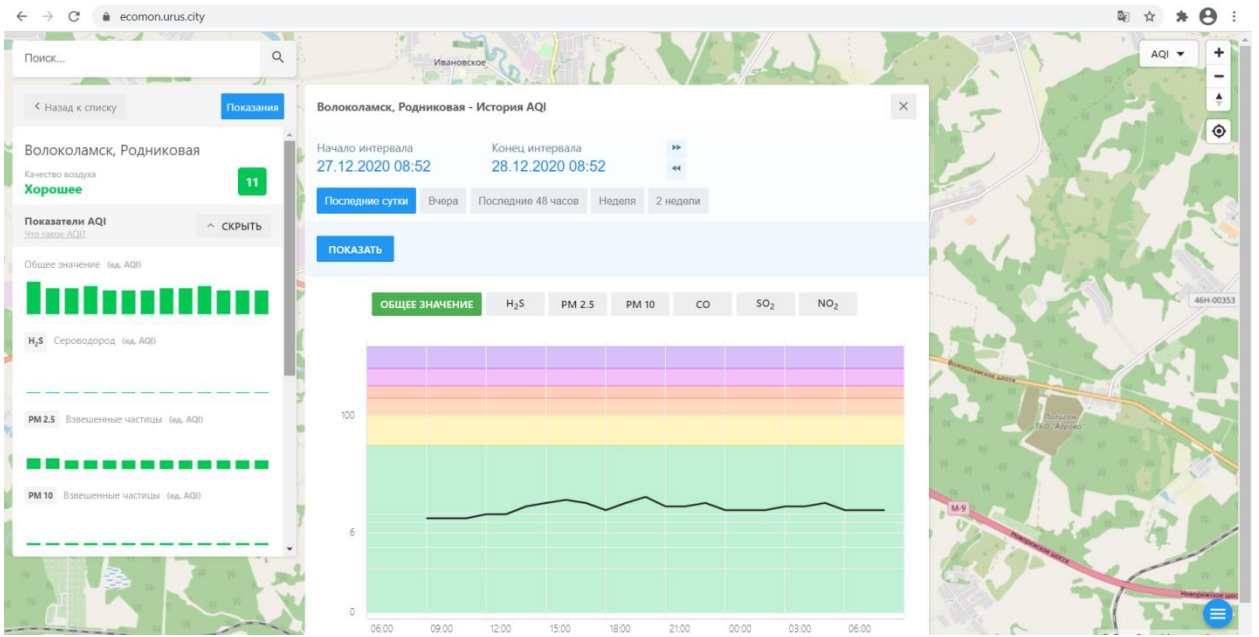 ecomon.urus.city
Поиск...
Ивановское
AQI
< Назад к списку
Показания
Волоколамск, Родниковая
Качество воздуха
Хорошее
11
Показатели AQI
Что такое AQI?
СКРЫТЬ
Общее значение (ед. AQI)
H₂S Сероводород (ед. AQI)
PM 2.5 Взвешенные частицы (ед. AQI)
PM 10 Взвешенные частицы (ед. AQI)
Волоколамск, Родниковая - История AQI
Начало интервала
27.12.2020 08:52
Конец интервала
28.12.2020 08:52
Последние сутки
Вчера
Последние 48 часов
Неделя
2 недели
ПОКАЗАТЬ
ОБЩЕЕ ЗНАЧЕНИЕ
H₂S
PM 2.5
PM 10
CO
SO₂
NO₂
100
6
0
06:00 09:00 12:00 15:00 18:00 21:00 00:00 03:00 06:00
46Н-00353
Волоколамское шоссе
Полигон
ТБО "Ядрово"
М-9
Новорижское шоссе
Новорижское шос